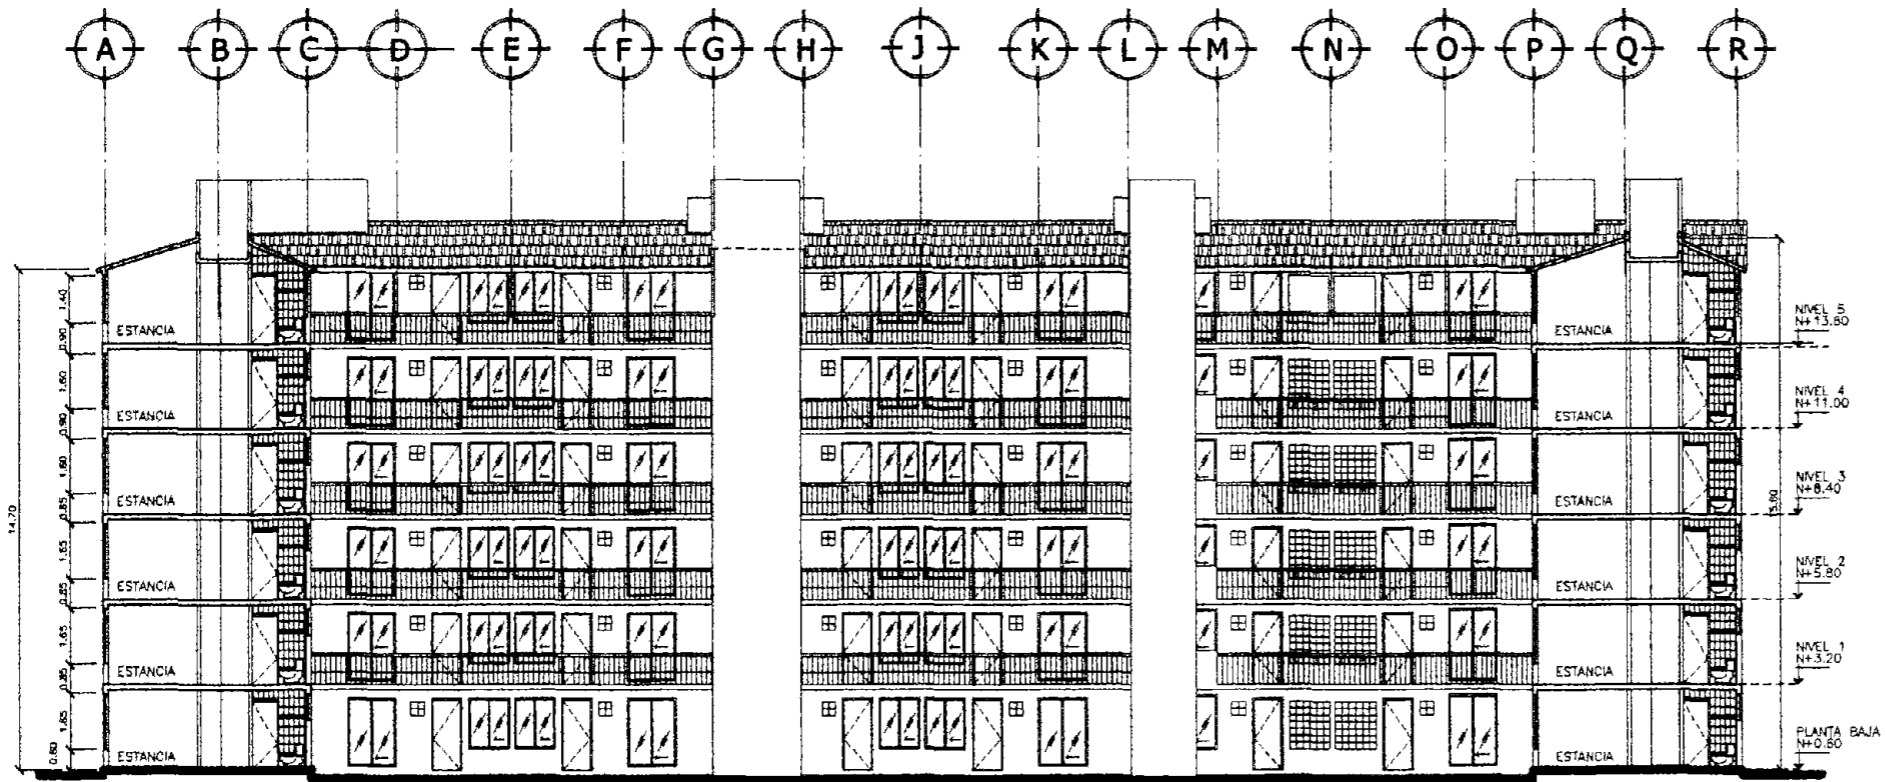 A B C D E F G H J K L M N O P Q R
1.40
ESTANCIA ESTANCIA
NIVEL 5
N+13.80
0.90
1.60
ESTANCIA ESTANCIA
NIVEL 4
N+11.00
0.90
1.60
ESTANCIA ESTANCIA
NIVEL 3
N+8.40
0.85
14.70
15.80
1.65
ESTANCIA ESTANCIA
NIVEL 2
N+5.80
0.85
1.65
ESTANCIA ESTANCIA
NIVEL 1
N+3.20
0.85
1.65
ESTANCIA ESTANCIA
PLANTA BAJA
N+0.60
0.60